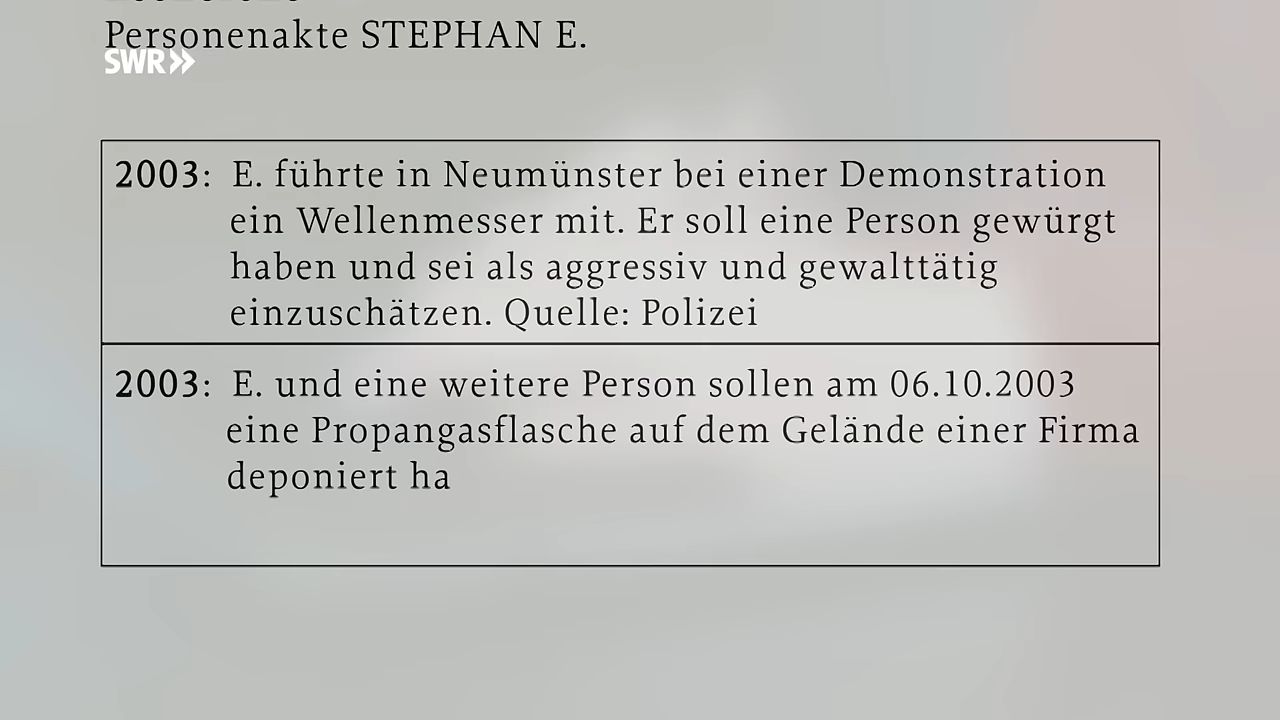 Personenakte STEPHAN E.
SWR
2003: E. führte in Neumünster bei einer Demonstration
ein Wellenmesser mit. Er soll eine Person gewürgt
haben und sei als aggressiv und gewalttätig
einzuschätzen. Quelle: Polizei
2003: E. und eine weitere Person sollen am 06.10.2003
eine Propangasflasche auf dem Gelände einer Firma
deponiert ha